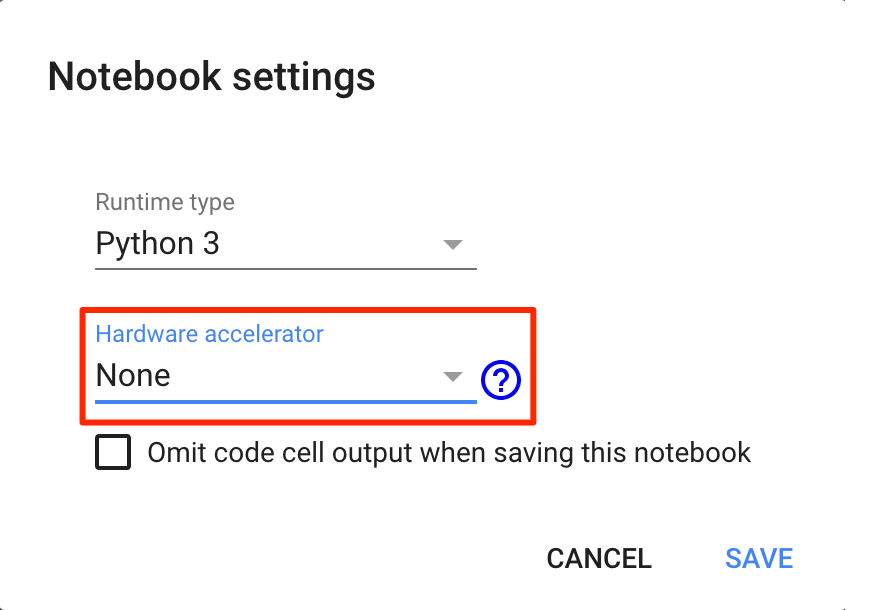 Notebook settings
Runtime type
Python 3
Hardware accelerator
None
?
Omit code cell output when saving this notebook
CANCEL SAVE